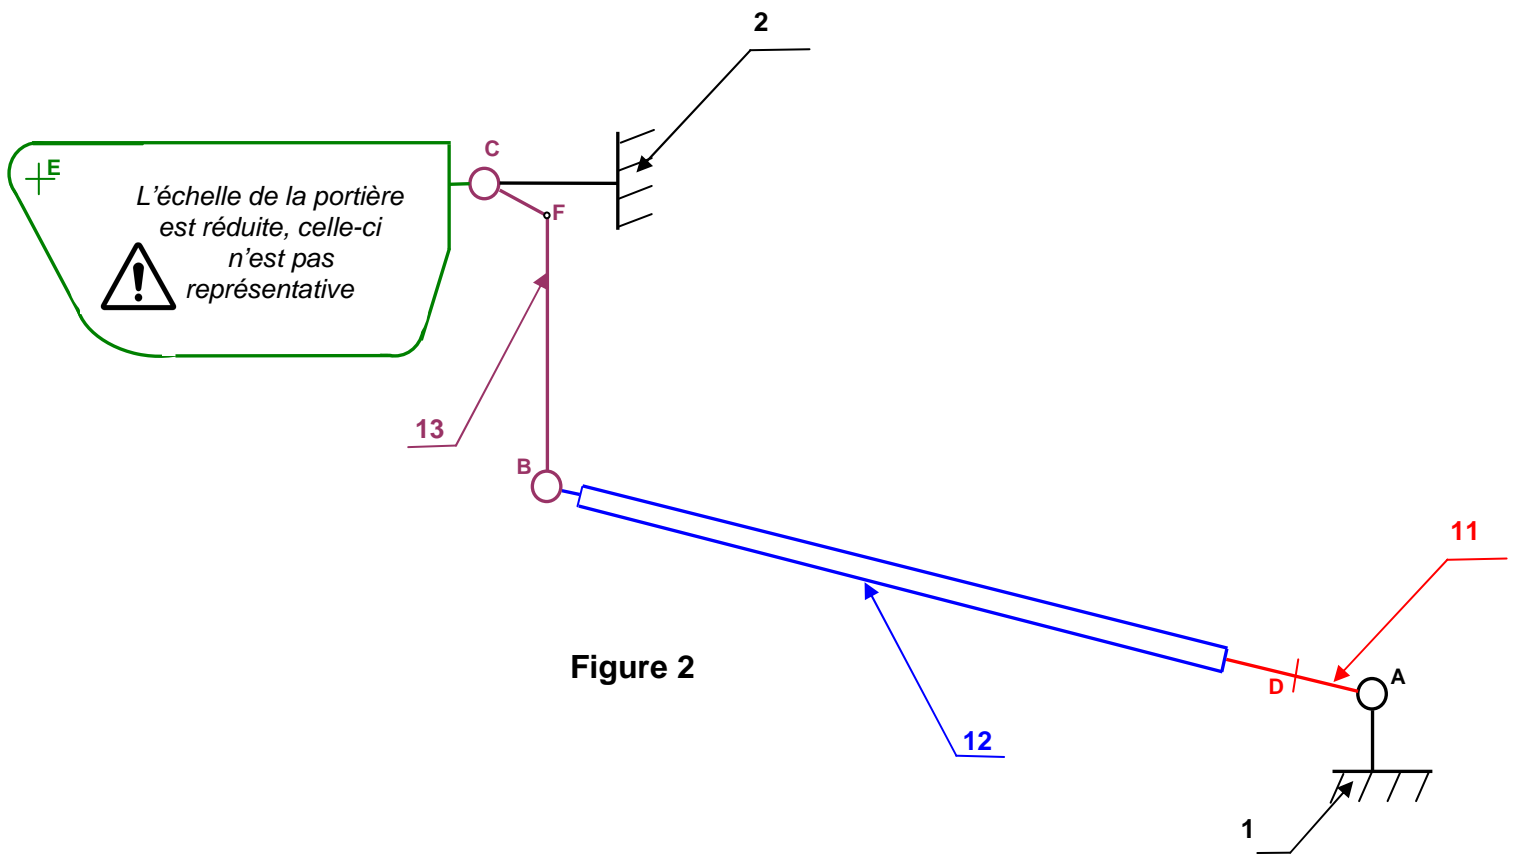 2
C
E
L'échelle de la portière
est réduite, celle-ci
n'est pas
représentative
F
13
B
11
Figure 2
D
A
12
1